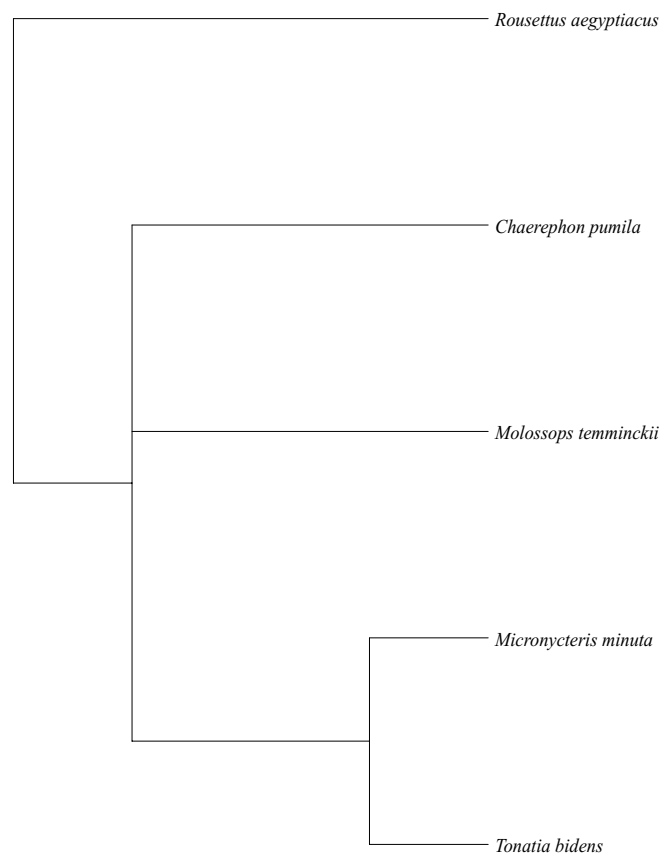 Rousettus aegyptiacus
Chaerephon pumila
Molossops temminckii
Micronycteris minuta
Tonatia bidens